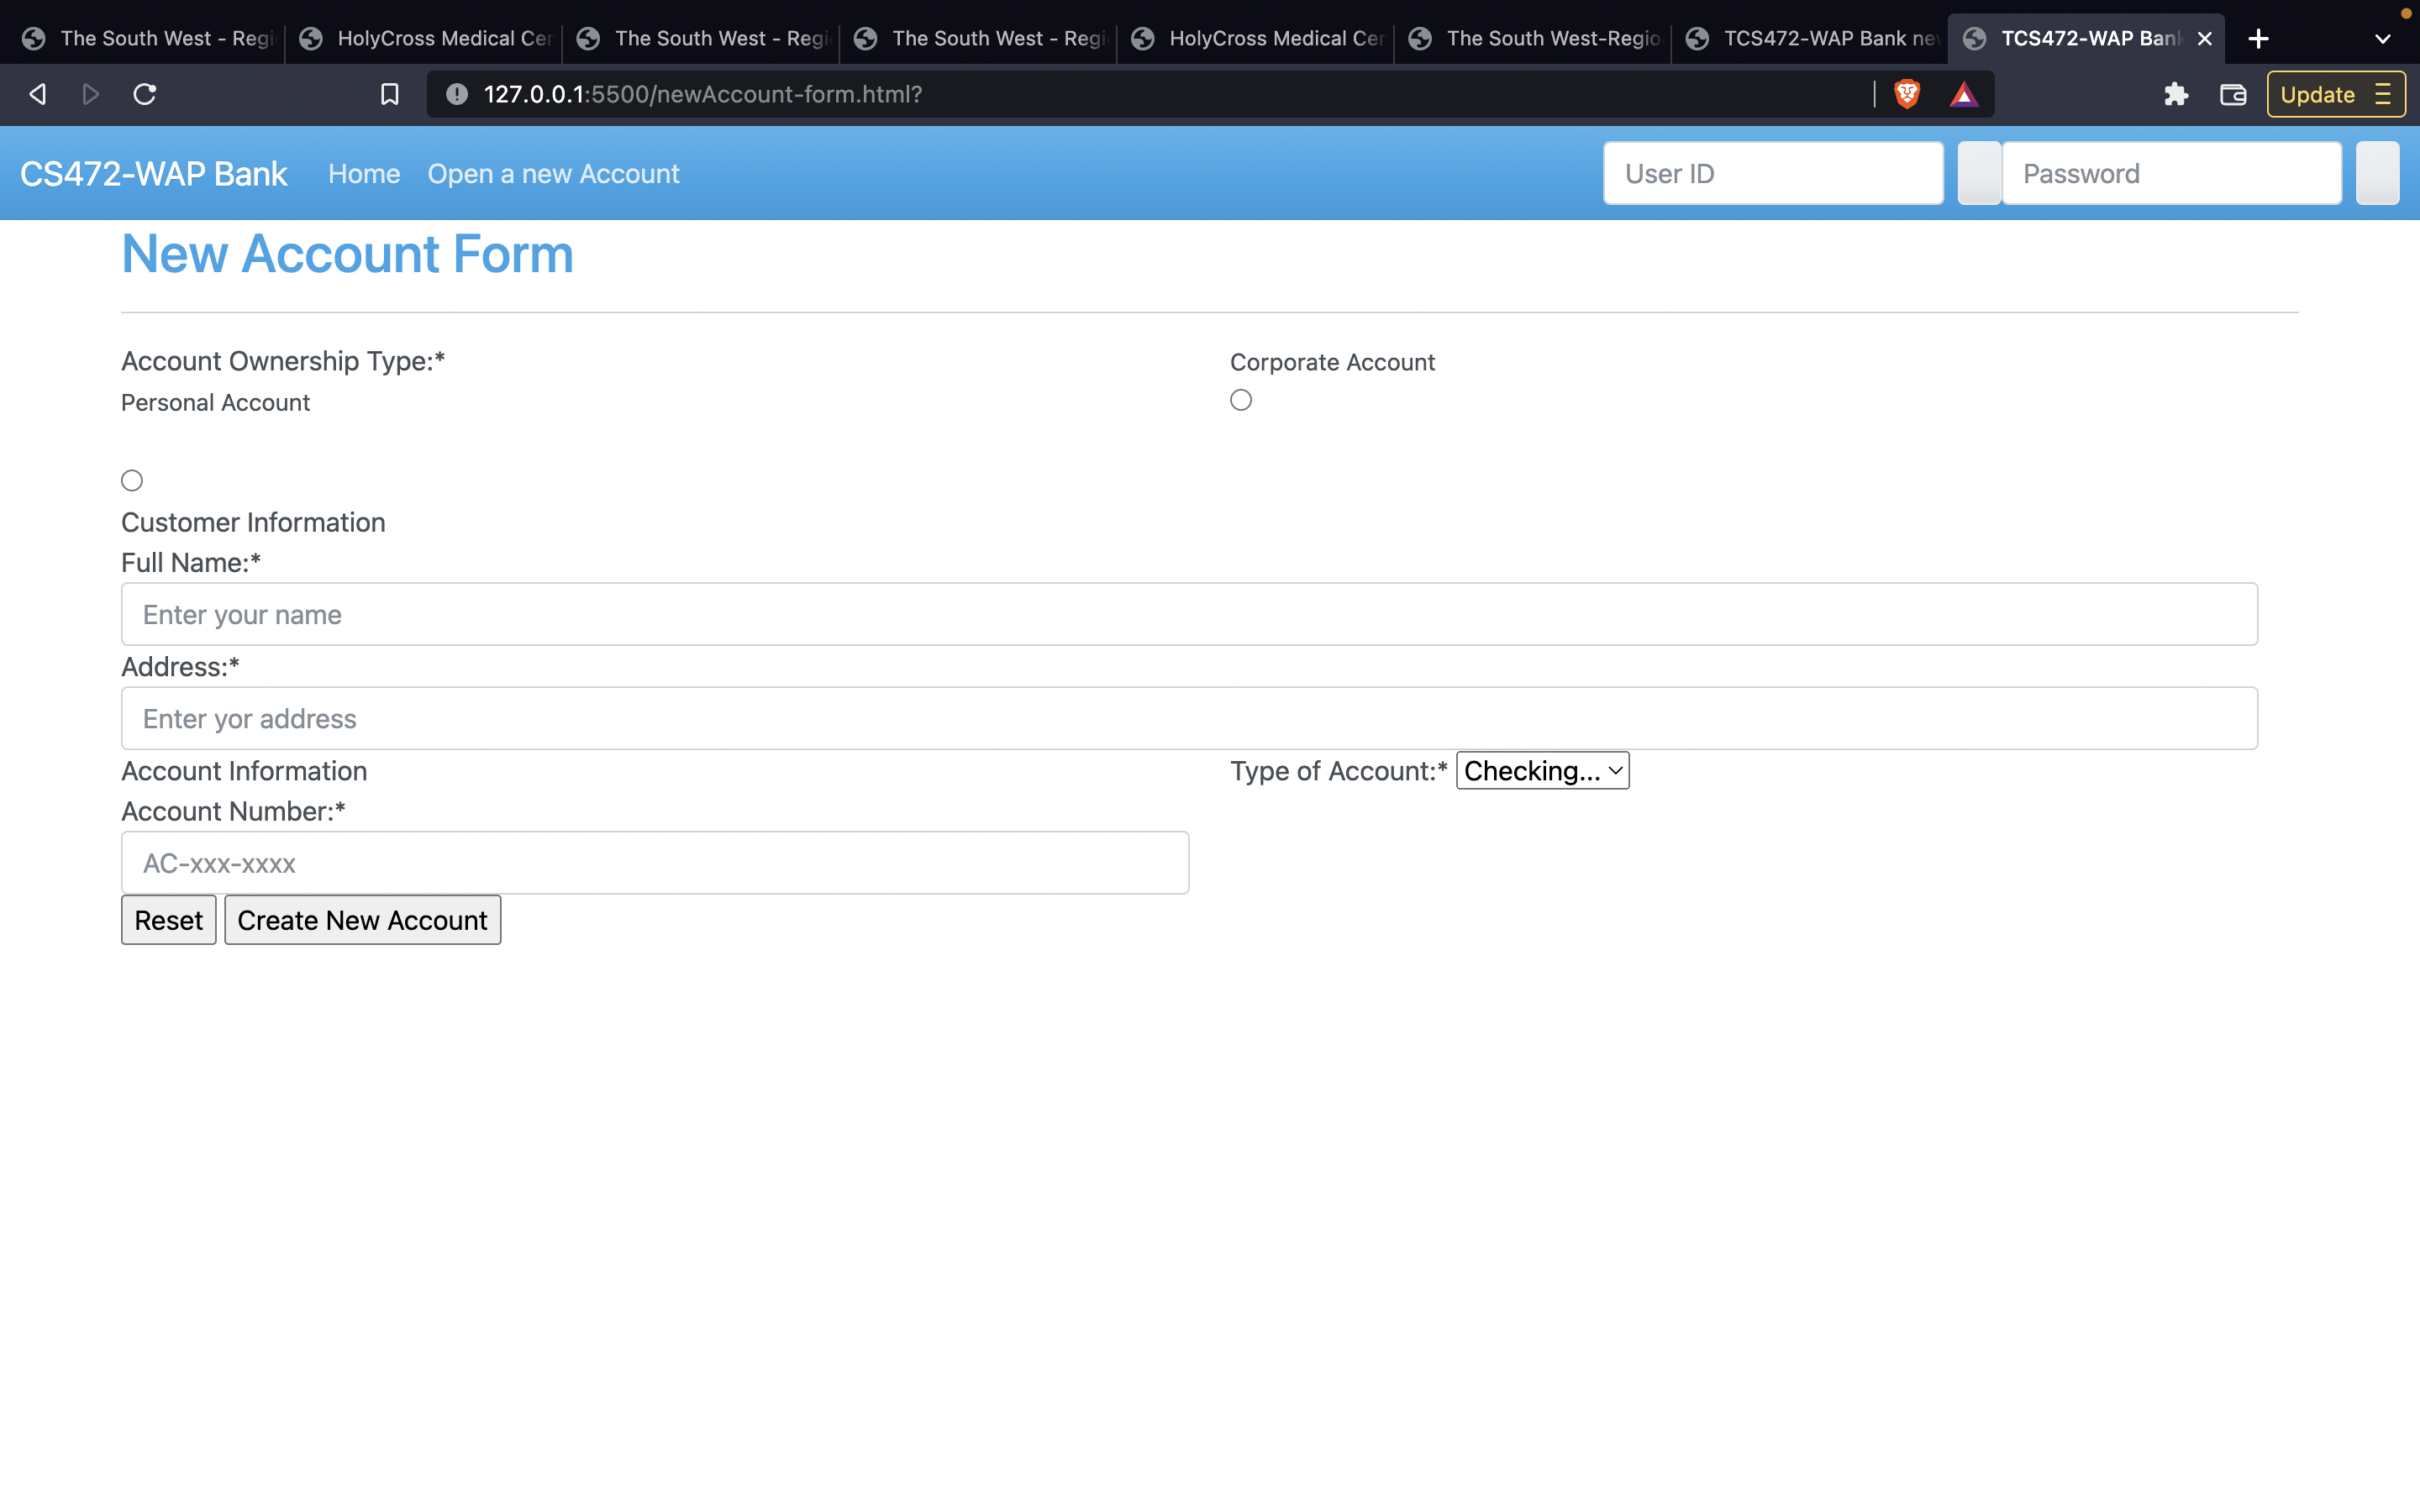 The South West - Regi
HolyCross Medical Cer
The South West - Regi
The South West - Regi
HolyCross Medical Cer
The South West-Regio
TCS472-WAP Bank nev
TCS472-WAP Ban
127.0.0.1:5500/newAccount-form.html?
Update
CS472-WAP Bank
Home
Open a new Account
User ID
Password
New Account Form
Account Ownership Type:*
Corporate Account
Personal Account
Customer Information
Full Name:*
Enter your name
Address:*
Enter yor address
Account Information
Type of Account:* Checking...
Account Number:*
AC-xxx-xxxx
Reset
Create New Account